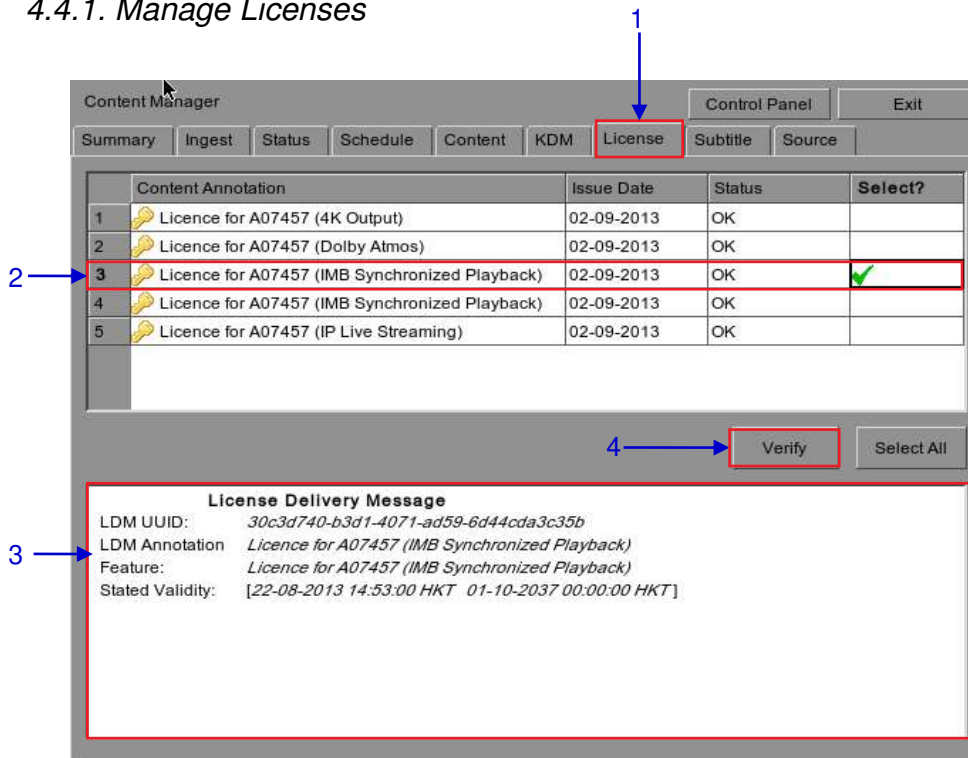 4.4.1. Manage Licenses
1
Content Manager Control Panel Exit
Summary Ingest Status Schedule Content KDM License Subtitle Source
Content Annotation Issue Date Status Select?
1 Licence for A07457 (4K Output) 02-09-2013 OK
2 Licence for A07457 (Dolby Atmos) 02-09-2013 OK
2 3 Licence for A07457 (IMB Synchronized Playback) 02-09-2013 OK
4 Licence for A07457 (IMB Synchronized Playback) 02-09-2013 OK
5 Licence for A07457 (IP Live Streaming) 02-09-2013 OK
4 Verify Select All
License Delivery Message
LDM UUID: 30c3d740-b3d1-4071-ad59-6d44cda3c35b
LDM Annotation Licence for A07457 (IMB Synchronized Playback)
3 Feature: Licence for A07457 (IMB Synchronized Playback)
Stated Validity: [22-08-2013 14:53:00 HKT 01-10-2037 00:00:00 HKT]